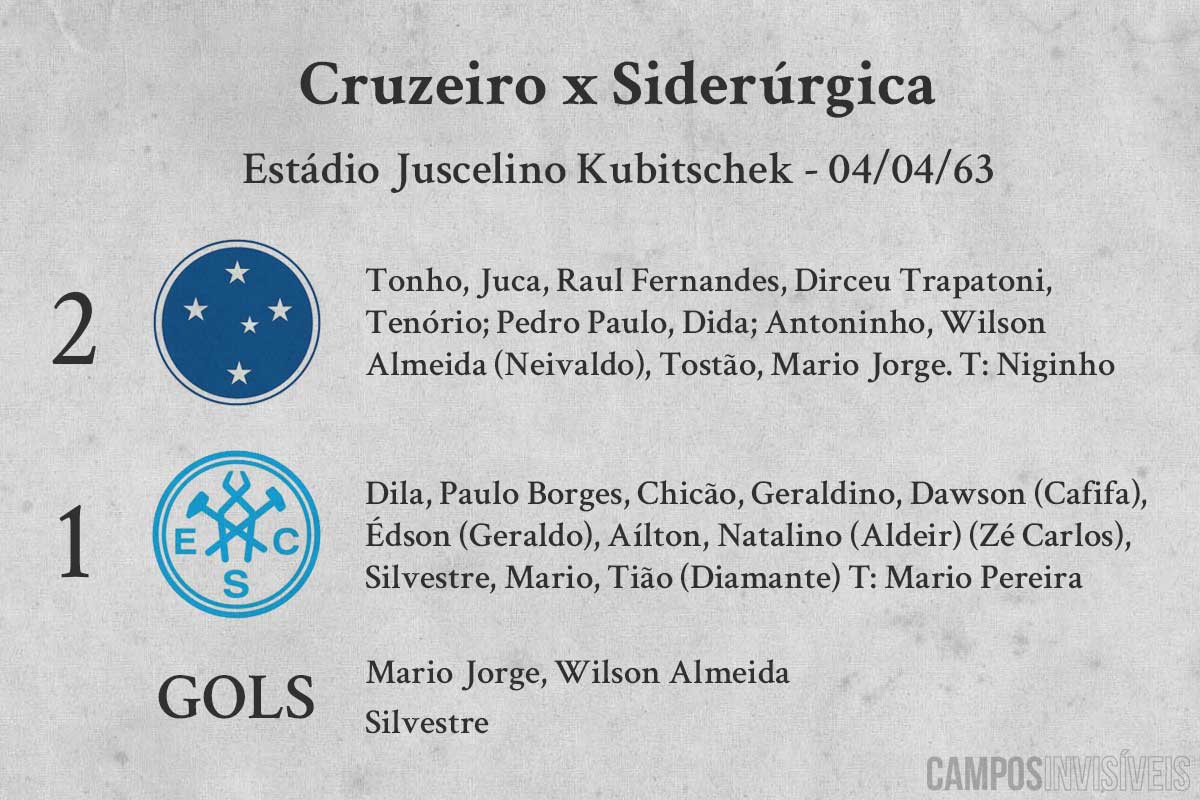 Cruzeiro x Siderúrgica
Estádio Juscelino Kubitschek - 04/04/63
2
Tonho, Juca, Raul Fernandes, Dirceu Trapatoni,
Tenório; Pedro Paulo, Dida; Antoninho, Wilson
Almeida (Neivaldo), Tostão, Mario Jorge. T: Niginho
1
E C
S
Dila, Paulo Borges, Chicão, Geraldino, Dawson (Cafifa),
Édson (Geraldo), Aílton, Natalino (Aldeir) (Zé Carlos),
Silvestre, Mario, Tião (Diamante) T: Mario Pereira
GOLS
Mario Jorge, Wilson Almeida
Silvestre
CAMPOSINVISÍVEIS